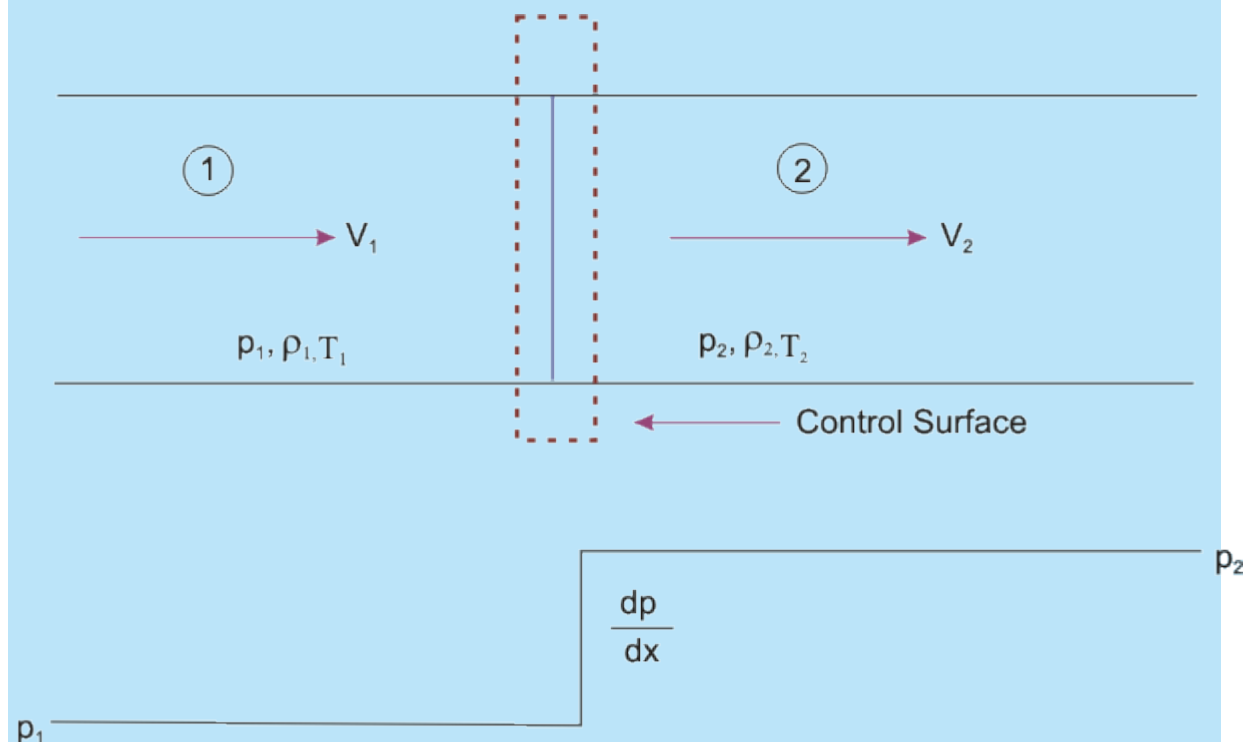 1
2
V₁
V₂
p₁, ρ₁, T₁
p₂, ρ₂, T₂
Control Surface
p₂
dp
dx
p₁